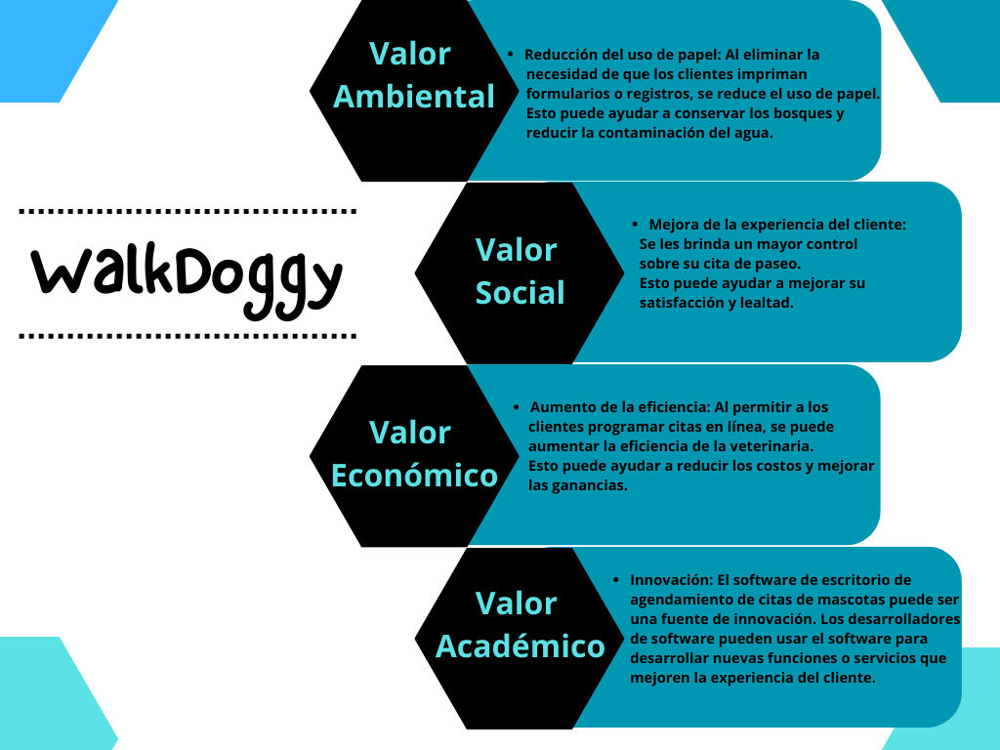 WalkDoggy
Valor
Ambiental
• Reducción del uso de papel: Al eliminar la
necesidad de que los clientes impriman
formularios o registros, se reduce el uso de papel.
Esto puede ayudar a conservar los bosques y
reducir la contaminación del agua.
Valor
Social
• Mejora de la experiencia del cliente:
Se les brinda un mayor control
sobre su cita de paseo.
Esto puede ayudar a mejorar su
satisfacción y lealtad.
Valor
Económico
• Aumento de la eficiencia: Al permitir a los
clientes programar citas en línea, se puede
aumentar la eficiencia de la veterinaria.
Esto puede ayudar a reducir los costos y mejorar
las ganancias.
Valor
Académico
• Innovación: El software de escritorio de
agendamiento de citas de mascotas puede ser
una fuente de innovación. Los desarrolladores
de software pueden usar el software para
desarrollar nuevas funciones o servicios que
mejoren la experiencia del cliente.